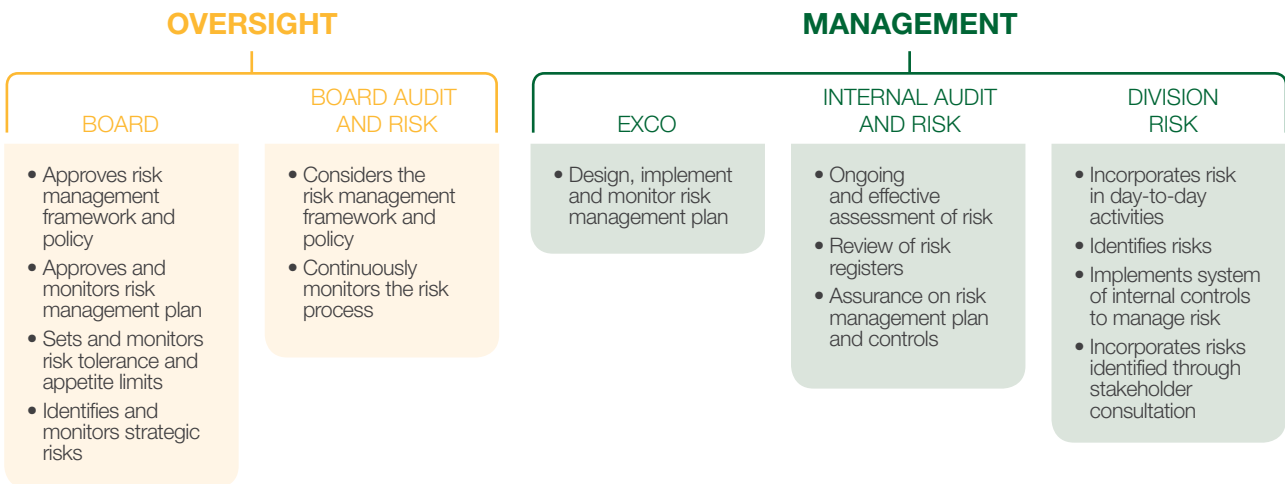 OVERSIGHT
BOARD
• Approves risk
management
framework and
policy
• Approves and
monitors risk
management plan
• Sets and monitors
risk tolerance and
appetite limits
• Identifies and
monitors strategic
risks
BOARD AUDIT
AND RISK
• Considers the
risk management
framework and
policy
• Continuously
monitors the risk
process
MANAGEMENT
EXCO
• Design, implement
and monitor risk
management plan
INTERNAL AUDIT
AND RISK
• Ongoing
and effective
assessment of risk
• Review of risk
registers
• Assurance on risk
management plan
and controls
DIVISION
RISK
• Incorporates risk
in day-to-day
activities
• Identifies risks
• Implements system
of internal controls
to manage risk
• Incorporates risks
identified through
stakeholder
consultation